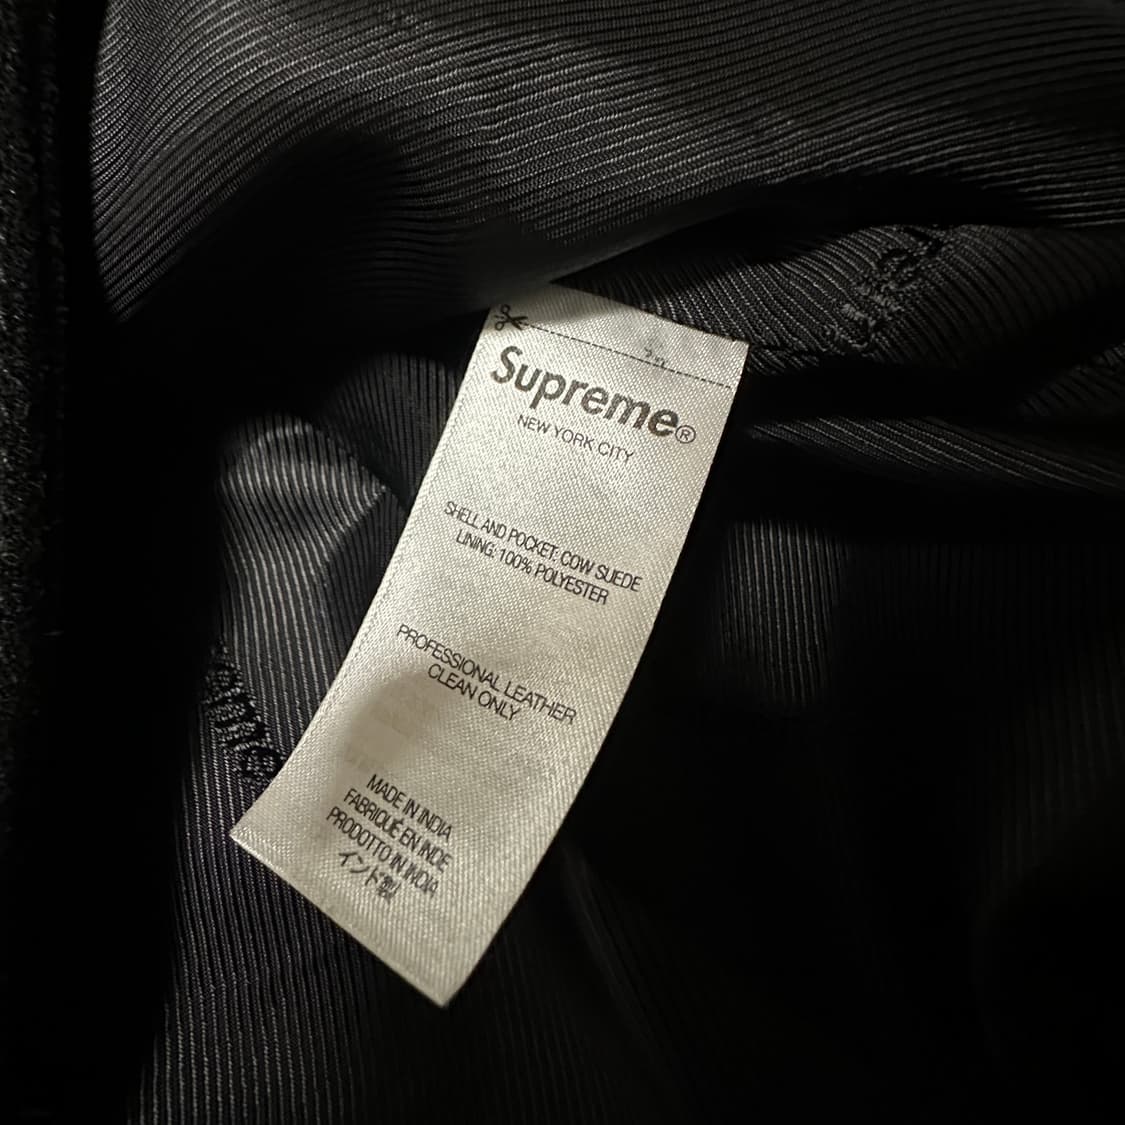 Supreme®
NEW YORK CITY
SHELL AND POCKET: COW SUEDE
LINING: 100% POLYESTER
PROFESSIONAL LEATHER
CLEAN ONLY
MADE IN INDIA
FABRIQUÉ EN INDE
PRODOTTO IN INDIA
インド製